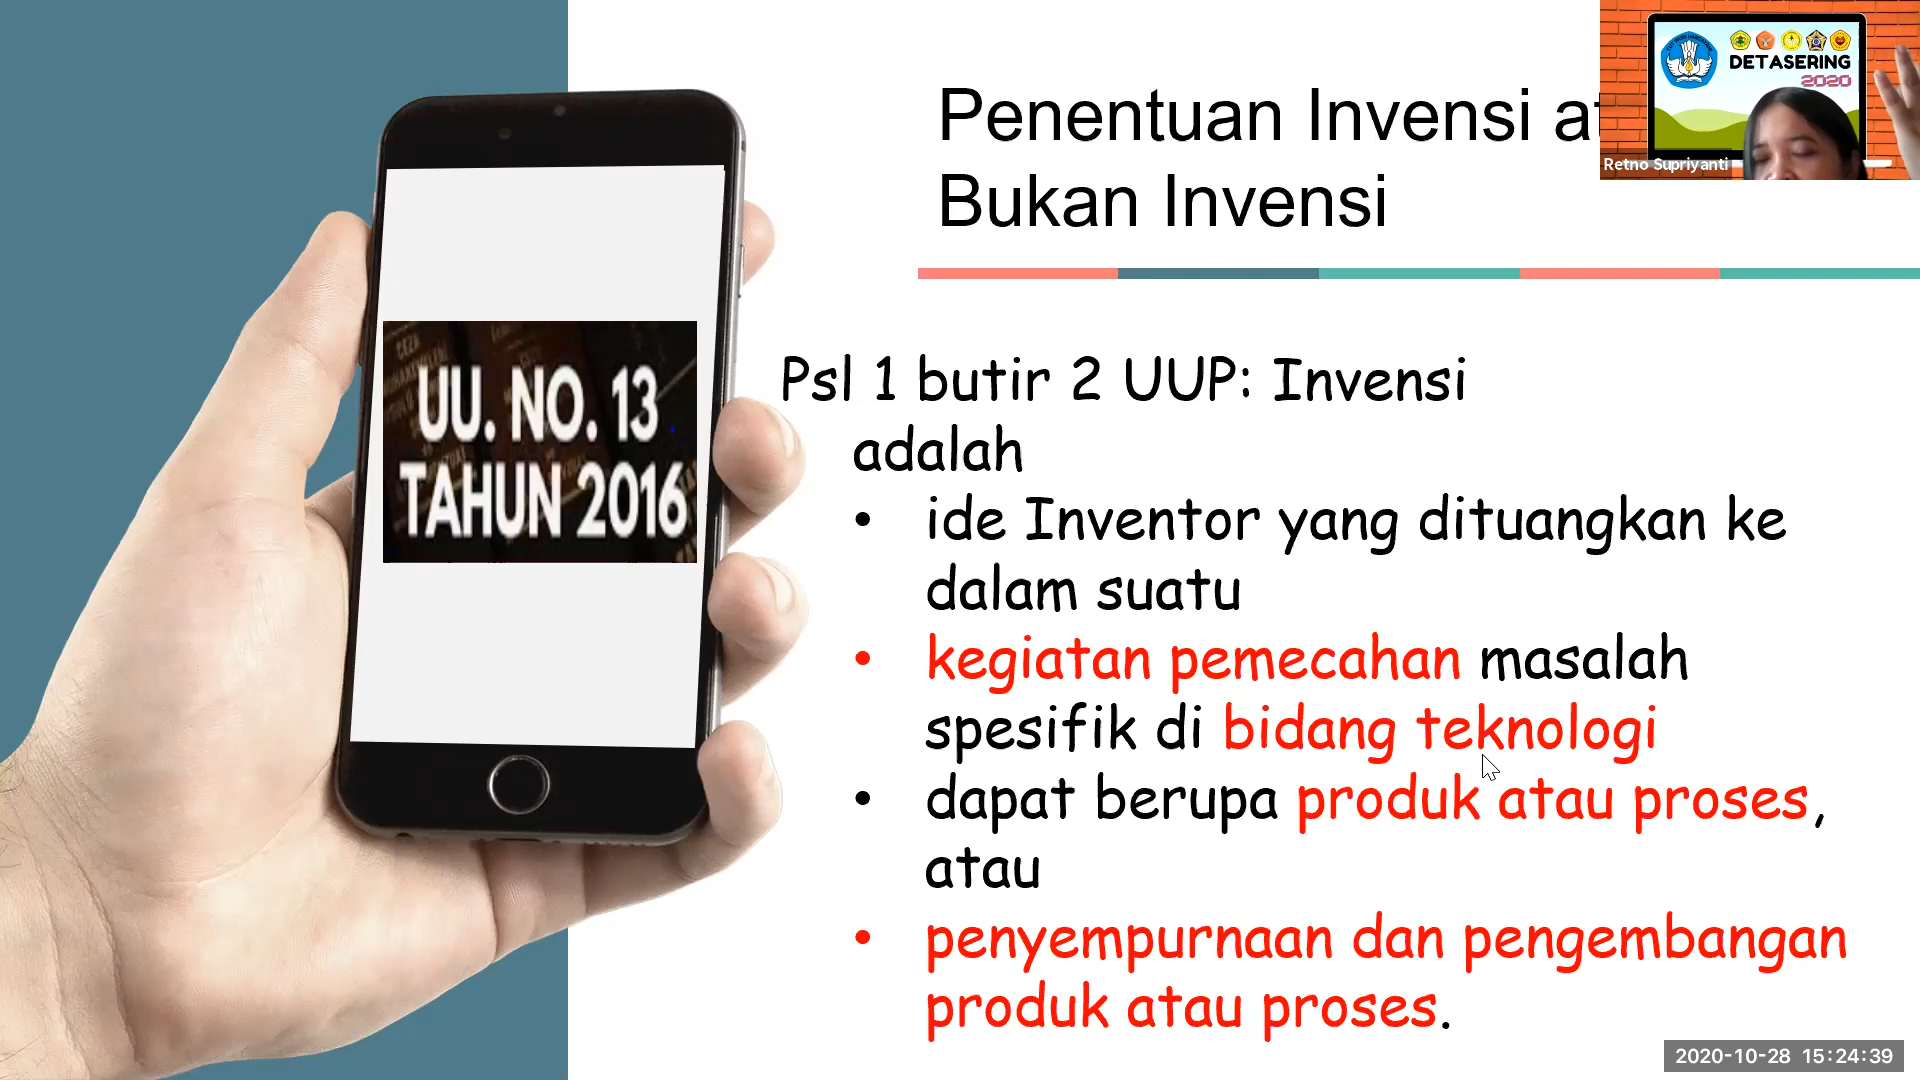 Penentuan Invensi at
Bukan Invensi
DETASERING
2020
Retno Supriyanti
UU. NO. 13
TAHUN 2016
Psl 1 butir 2 UUP: Invensi
adalah
• ide Inventor yang dituangkan ke
dalam suatu
• kegiatan pemecahan masalah
spesifik di bidang teknologi
• dapat berupa produk atau proses,
atau
• penyempurnaan dan pengembangan
produk atau proses.
2020-10-28 15:24:39